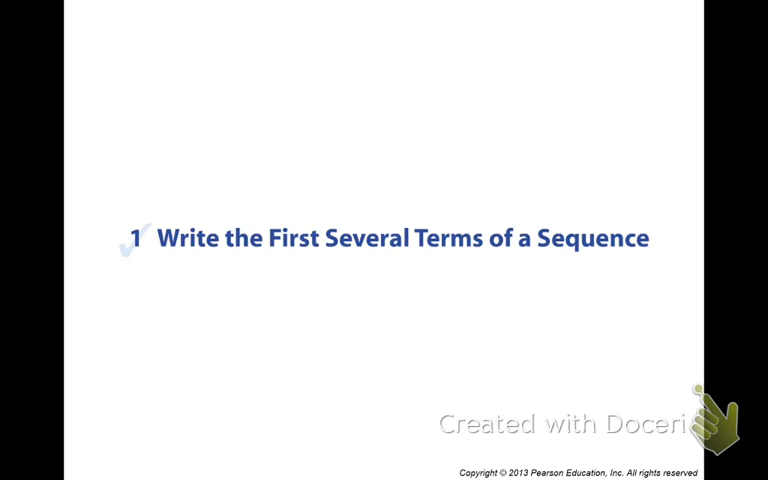 1 Write the First Several Terms of a Sequence
Created with Doceri
Copyright © 2013 Pearson Education, Inc. All rights reserved